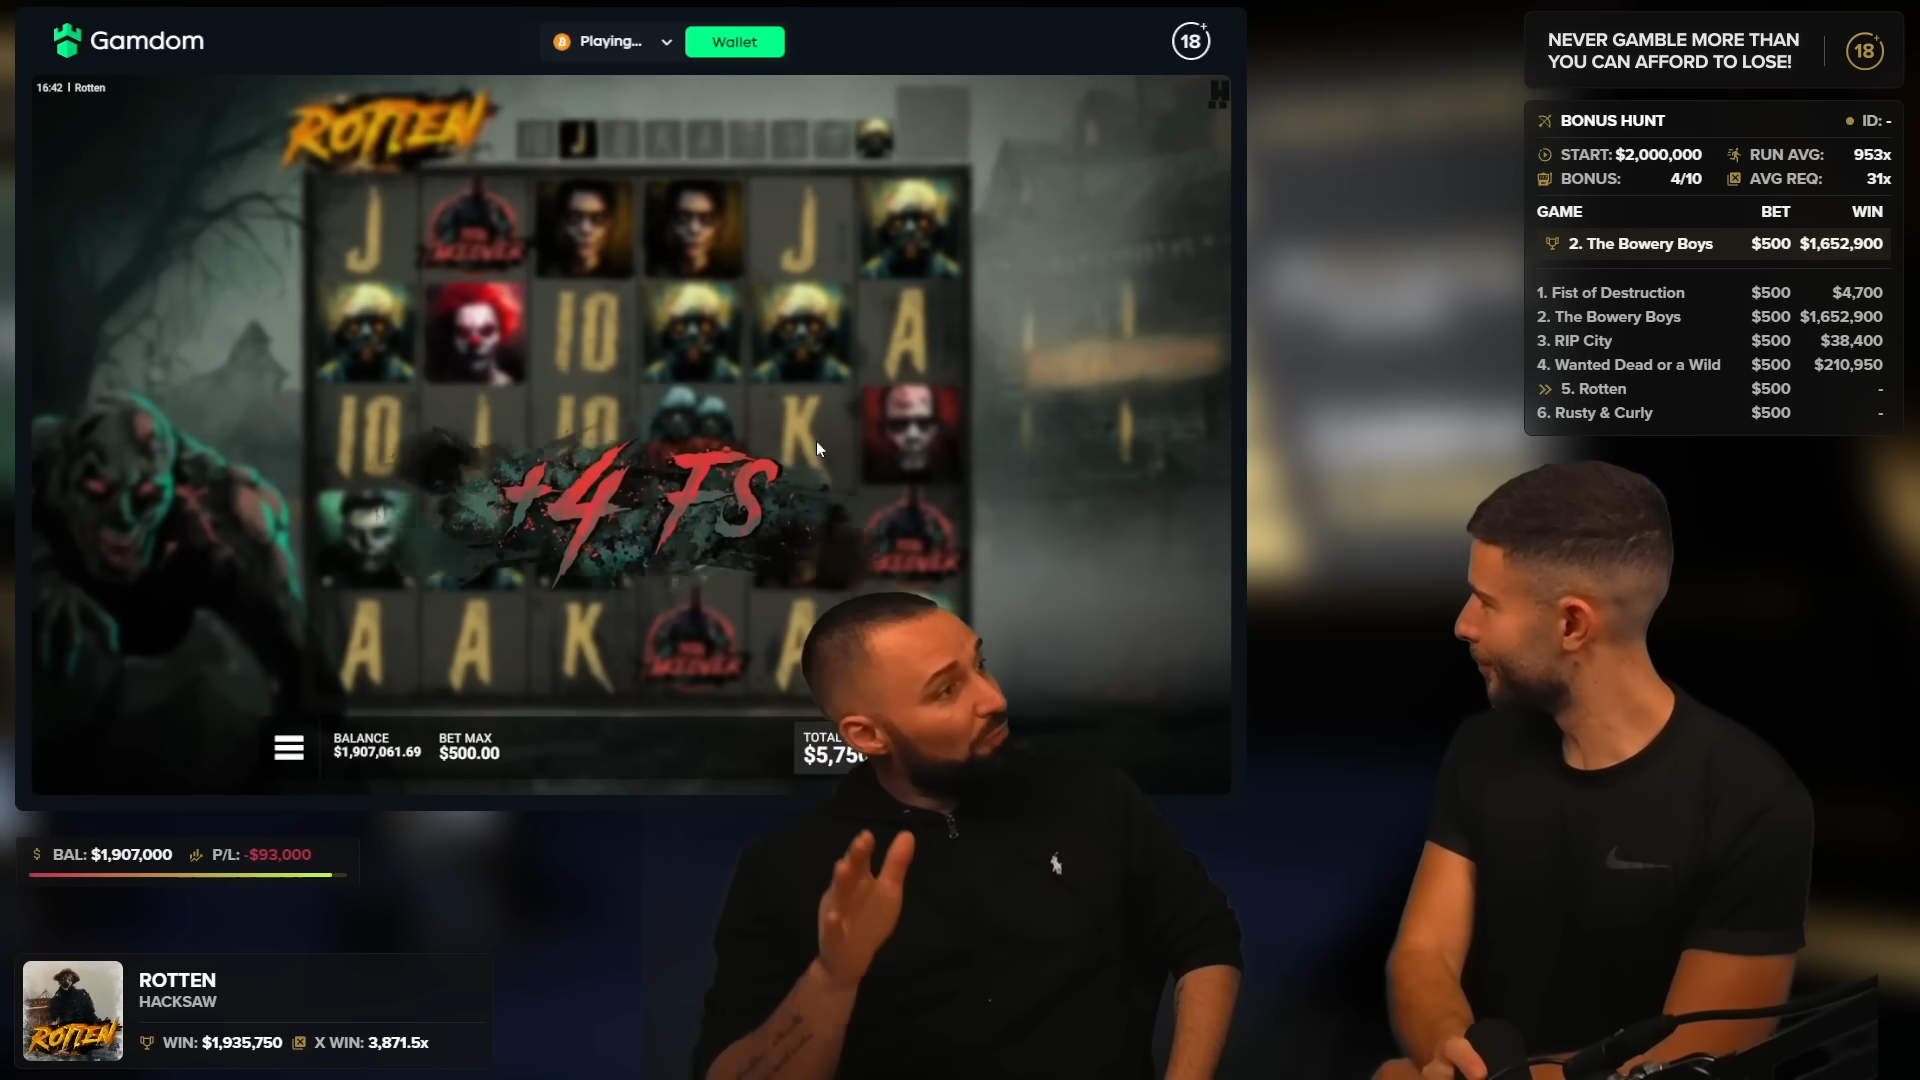 Gamdom
Playing...
Wallet
18+
16:42 | Rotten
ROTTEN
J
J
J
10
A
10
10
K
+4 FS
A
A
K
A
BALANCE
$1,907,061.69
BET MAX
$500.00
TOTAL
BAL: $1,907,000
P/L: -$93,000
ROTTEN
HACKSAW
ROTTEN
WIN: $1,935,750
X WIN: 3,871.5x
NEVER GAMBLE MORE THAN
YOU CAN AFFORD TO LOSE!
18+
BONUS HUNT
ID: -
START: $2,000,000
RUN AVG: 953x
BONUS: 4/10
AVG REQ: 31x
GAME BET WIN
2. The Bowery Boys $500 $1,652,900
1. Fist of Destruction $500 $4,700
2. The Bowery Boys $500 $1,652,900
3. RIP City $500 $38,400
4. Wanted Dead or a Wild $500 $210,950
5. Rotten $500 -
6. Rusty & Curly $500 -